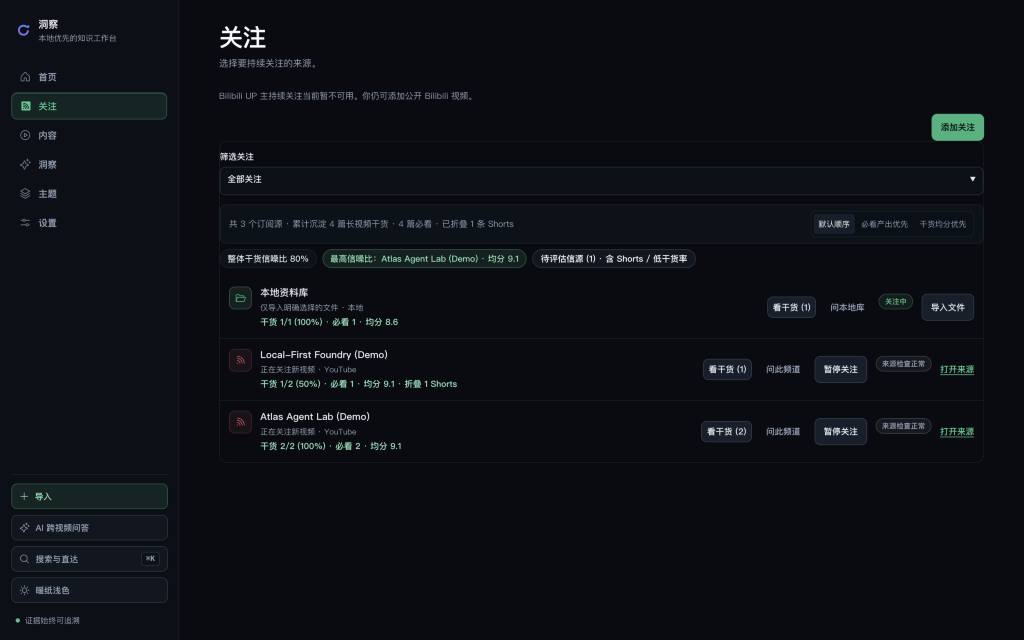 洞察
本地优先的知识工作台
首页
关注
内容
洞察
主题
设置
导入
AI 跨视频问答
搜索与直达 ⌘K
暖纸浅色
证据始终可追溯
关注
选择要持续关注的来源。
Bilibili UP 主持续关注当前暂不可用。你仍可添加公开 Bilibili 视频。
添加关注
筛选关注
全部关注
共 3 个订阅源 · 累计沉淀 4 篇长视频干货 · 4 篇必看 · 已折叠 1 条 Shorts
默认顺序 必看产出优先 干货均分优先
整体干货信噪比 80% 最高信噪比：Atlas Agent Lab (Demo) · 均分 9.1 待评估信源 (1) · 含 Shorts / 低干货率
本地资料库
仅导入明确选择的文件 · 本地
干货 1/1 (100%) · 必看 1 · 均分 8.6
看干货 (1) 问本地库 关注中 导入文件
Local-First Foundry (Demo)
正在关注新视频 · YouTube
干货 1/2 (50%) · 必看 1 · 均分 9.1 · 折叠 1 Shorts
看干货 (1) 问此频道 暂停关注 来源检查正常 打开来源
Atlas Agent Lab (Demo)
正在关注新视频 · YouTube
干货 2/2 (100%) · 必看 2 · 均分 9.1
看干货 (2) 问此频道 暂停关注 来源检查正常 打开来源